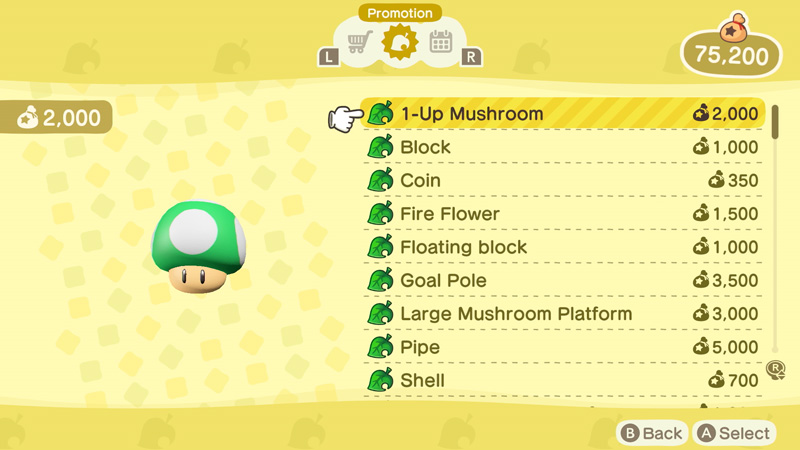 Promotion
L
R
75,200
2,000
1-Up Mushroom 2,000
Block 1,000
Coin 350
Fire Flower 1,500
Floating block 1,000
Goal Pole 3,500
Large Mushroom Platform 3,000
Pipe 5,000
Shell 700
R
B Back A Select